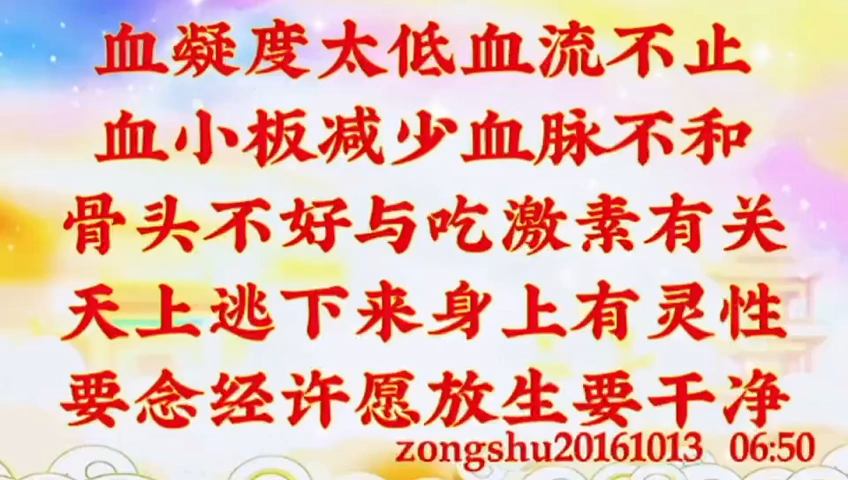 血凝度太低血流不止
血小板减少血脉不和
骨头不好与吃激素有关
天上逃下来身上有灵性
要念经许愿放生要干净
zongshu20161013 06:50